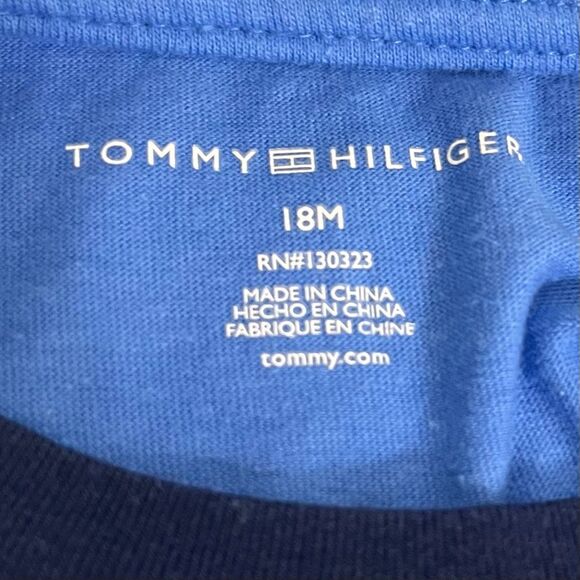 TOMMY HILFIGER
18M
RN#130323
MADE IN CHINA
HECHO EN CHINA
FABRIQUE EN CHINE
tommy.com